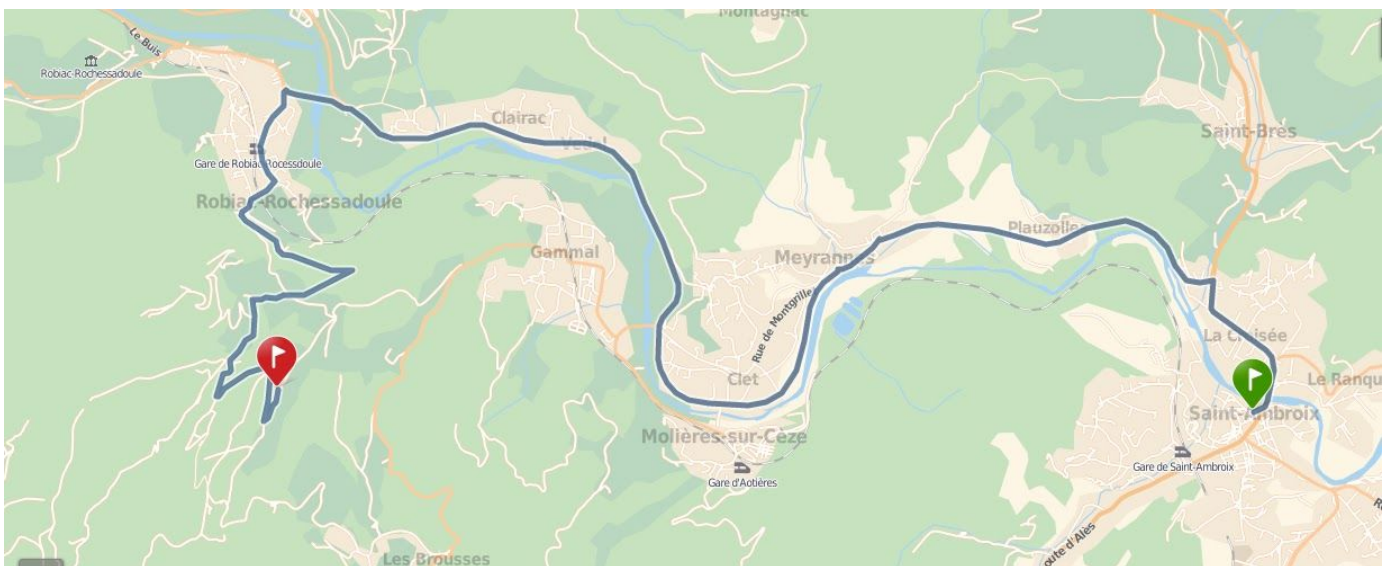 Montagnac
Le Buis
Robiac-Rochessadoule
Clairac
Saint-Brès
Gare de Robiac-Rocessdoule
Robiac-Rochessadoule
Gammal
Meyrannes
Plauzolles
Rue de Montgrille
La Croisée
Clet
Le Ranqu
Saint-Ambroix
Molières-sur-Cèze
Gare de Saint-Ambroix
Gare d'Aotières
oute d'Alès
Les Brousses